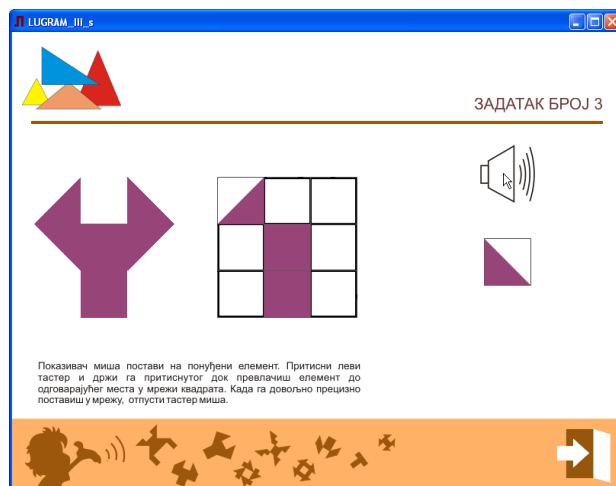 LUGRAM_III_s
ЗАДАТАК БРОЈ 3
Показивач миша постави на понуђени елемент. Притисни леви
тастер и држи га притиснутог док превлачиш елемент до
одговарајућег места у мрежи квадрата. Када га довољно прецизно
поставиш у мрежу, отпусти тастер миша.